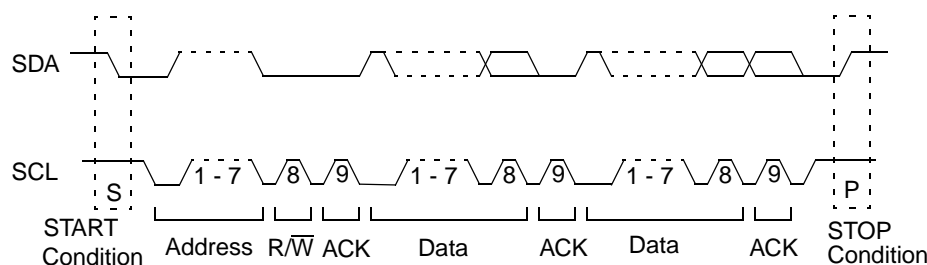 SDA
SCL
1 - 7 8 9 1 - 7 8 9 1 - 7 8 9
S P
START Condition
Address R/W̅ ACK Data ACK Data ACK
STOP Condition